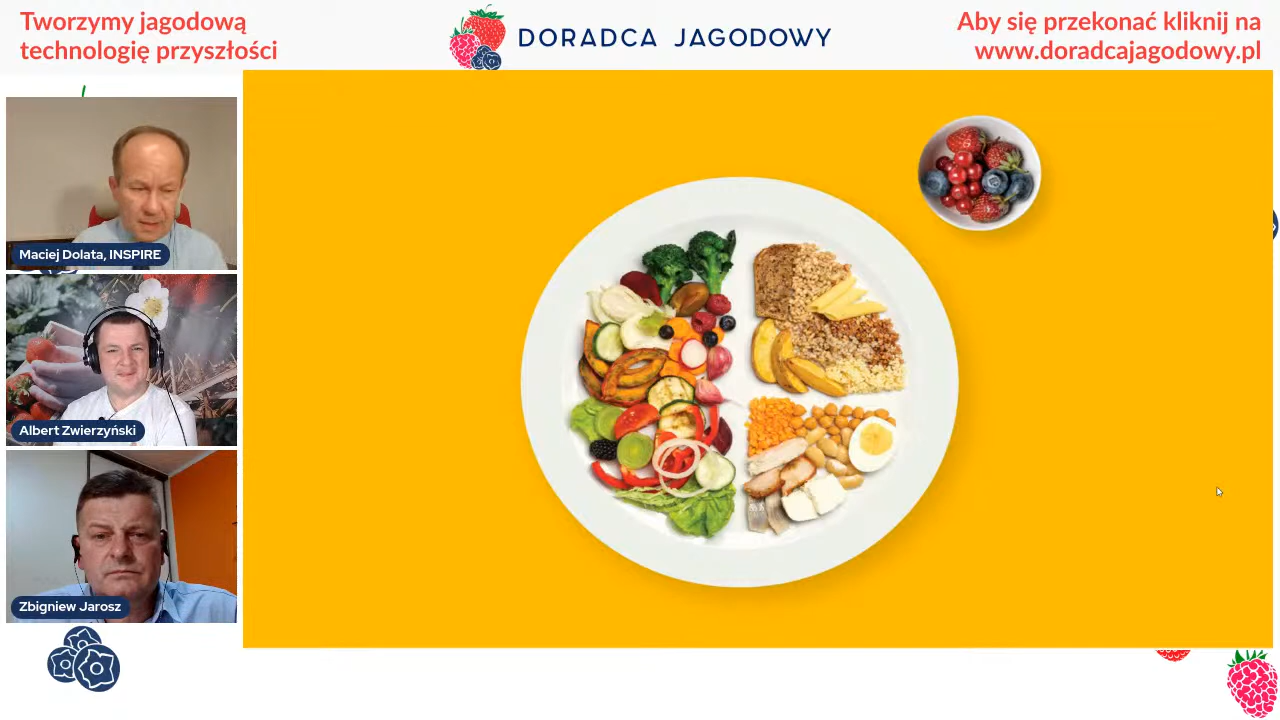 Tworzymy jagodową
technologię przyszłości
DORADCA JAGODOWY
Aby się przekonać kliknij na
www.doradcajagodowy.pl
Maciej Dolata, INSPIRE
Albert Zwierzyński
Zbigniew Jarosz